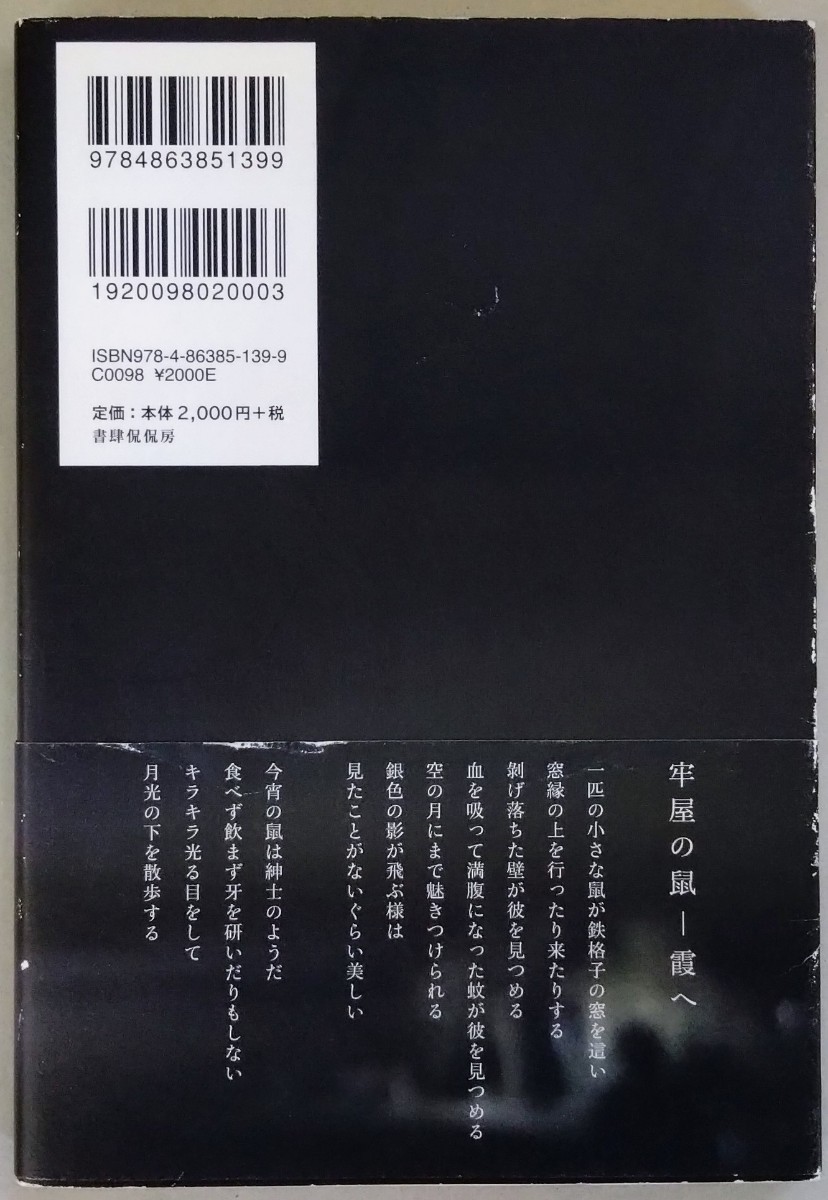 9784863851399
1920098020003
ISBN978-4-86385-139-9
C0098 ¥2000E
定価：本体2,000円＋税
書肆侃侃房
牢屋の鼠―霞へ
一匹の小さな鼠が鉄格子の窓を這い
窓縁の上を行ったり来たりする
剝げ落ちた壁が彼を見つめる
血を吸って満腹になった蚊が彼を見つめる
空の月にまで魅きつけられる
銀色の影が飛ぶ様は
見たことがないぐらい美しい
今宵の鼠は紳士のようだ
食べず飲まず牙を研いだりもしない
キラキラ光る目をして
月光の下を散歩する